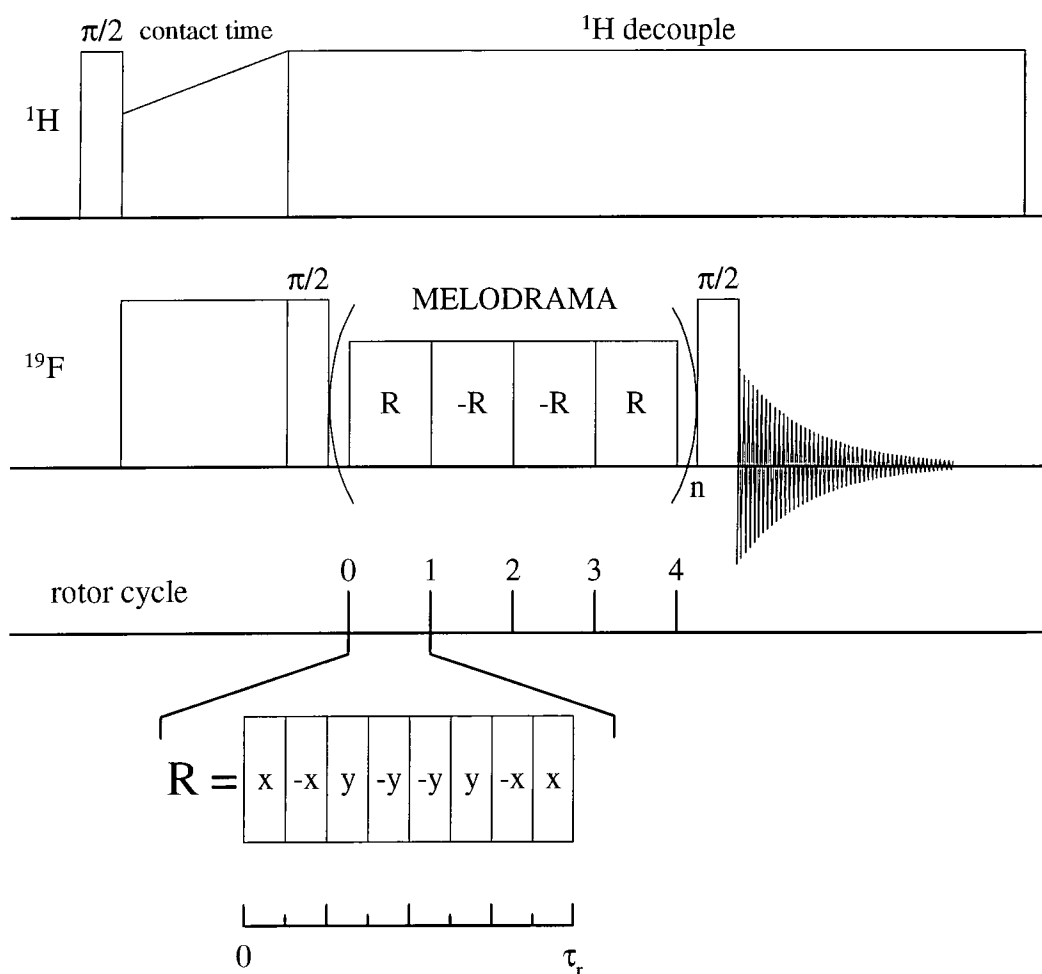 π/2 contact time ¹H decouple
¹H
π/2 MELODRAMA π/2
¹⁹F R -R -R R
n
0 1 2 3 4
rotor cycle
R = x -x y -y -y y -x x
0 τᵣ